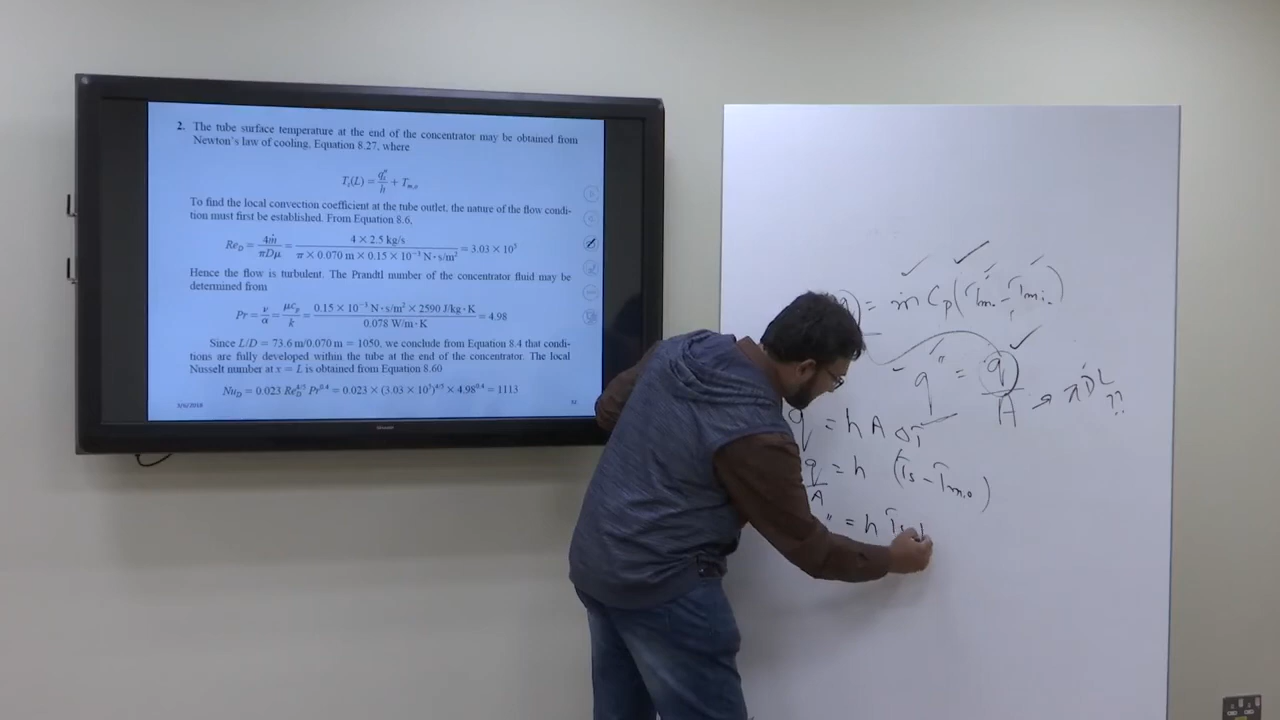 2. The tube surface temperature at the end of the concentrator may be obtained from
Newton's law of cooling, Equation 8.27, where
Ts(L) = q″s/h + Tm,o
To find the local convection coefficient at the tube outlet, the nature of the flow condi-
tion must first be established. From Equation 8.6,
ReD = 4ṁ/πDμ = 4 × 2.5 kg/s / π × 0.070 m × 0.15 × 10⁻³ N·s/m² = 3.03 × 10⁵
Hence the flow is turbulent. The Prandtl number of the concentrator fluid may be
determined from
Pr = ν/α = μcp/k = 0.15 × 10⁻³ N·s/m² × 2590 J/kg·K / 0.078 W/m·K = 4.98
Since L/D = 73.6 m/0.070 m = 1050, we conclude from Equation 8.4 that condi-
tions are fully developed within the tube at the end of the concentrator. The local
Nusselt number at x = L is obtained from Equation 8.60
NuD = 0.023 ReD^4/5 Pr^0.4 = 0.023 × (3.03 × 10⁵)^4/5 × 4.98^0.4 = 1113
52
= ṁ Cp(Tmo - Tmi)
q″ = q/A → πDL
??
q = h A ΔT
q/A = h (Ts - Tm,o)
″ = h Ts